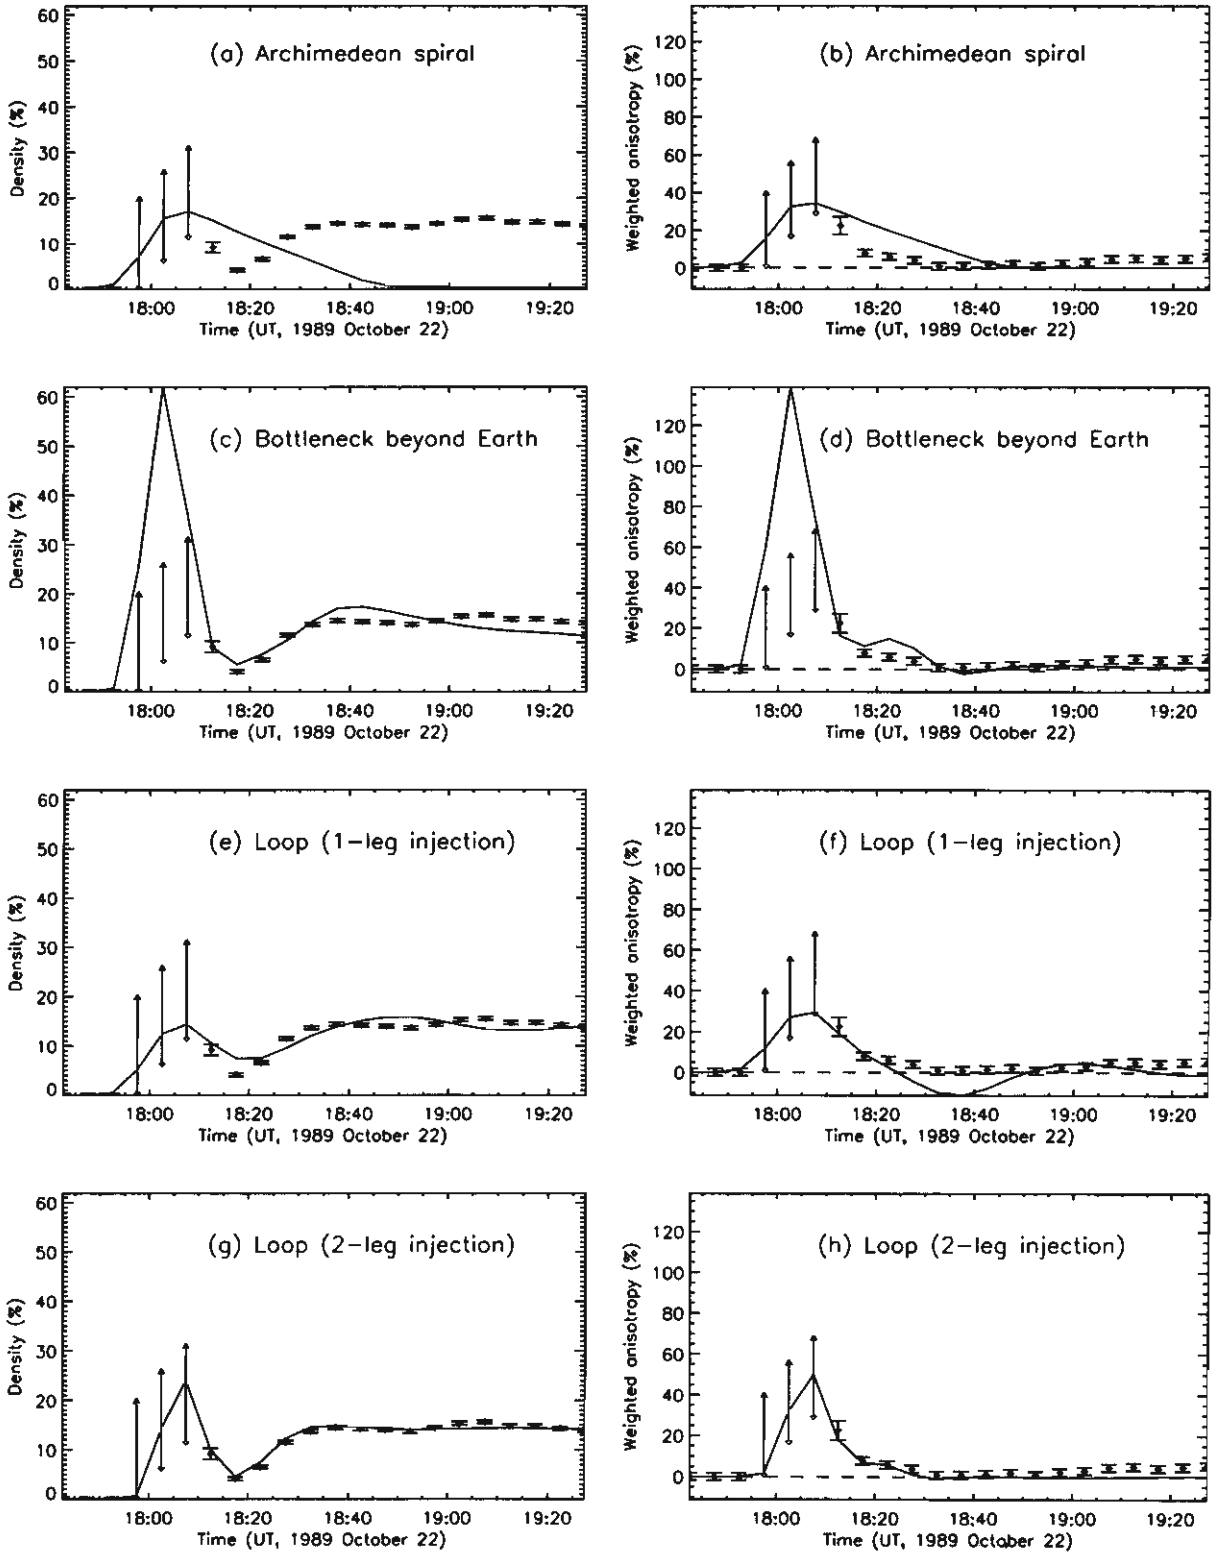 (a) Archimedean spiral
Density (%)
60
50
40
30
20
10
0
18:00 18:20 18:40 19:00 19:20
Time (UT, 1989 October 22)
(b) Archimedean spiral
Weighted anisotropy (%)
120
100
80
60
40
20
0
18:00 18:20 18:40 19:00 19:20
Time (UT, 1989 October 22)
(c) Bottleneck beyond Earth
Density (%)
60
50
40
30
20
10
0
18:00 18:20 18:40 19:00 19:20
Time (UT, 1989 October 22)
(d) Bottleneck beyond Earth
Weighted anisotropy (%)
120
100
80
60
40
20
0
18:00 18:20 18:40 19:00 19:20
Time (UT, 1989 October 22)
(e) Loop (1-leg injection)
Density (%)
60
50
40
30
20
10
0
18:00 18:20 18:40 19:00 19:20
Time (UT, 1989 October 22)
(f) Loop (1-leg injection)
Weighted anisotropy (%)
120
100
80
60
40
20
0
18:00 18:20 18:40 19:00 19:20
Time (UT, 1989 October 22)
(g) Loop (2-leg injection)
Density (%)
60
50
40
30
20
10
0
18:00 18:20 18:40 19:00 19:20
Time (UT, 1989 October 22)
(h) Loop (2-leg injection)
Weighted anisotropy (%)
120
100
80
60
40
20
0
18:00 18:20 18:40 19:00 19:20
Time (UT, 1989 October 22)